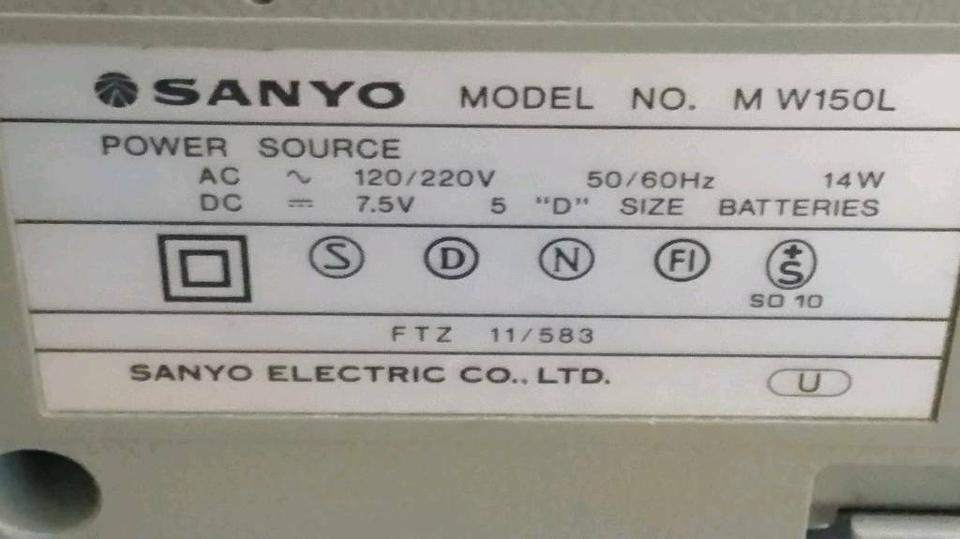 SANYO MODEL NO. M W150L
POWER SOURCE
AC ~ 120/220V 50/60Hz 14W
DC ⎓ 7.5V 5 "D" SIZE BATTERIES
S D N FI +S
SO 10
FTZ 11/583
SANYO ELECTRIC CO., LTD. U